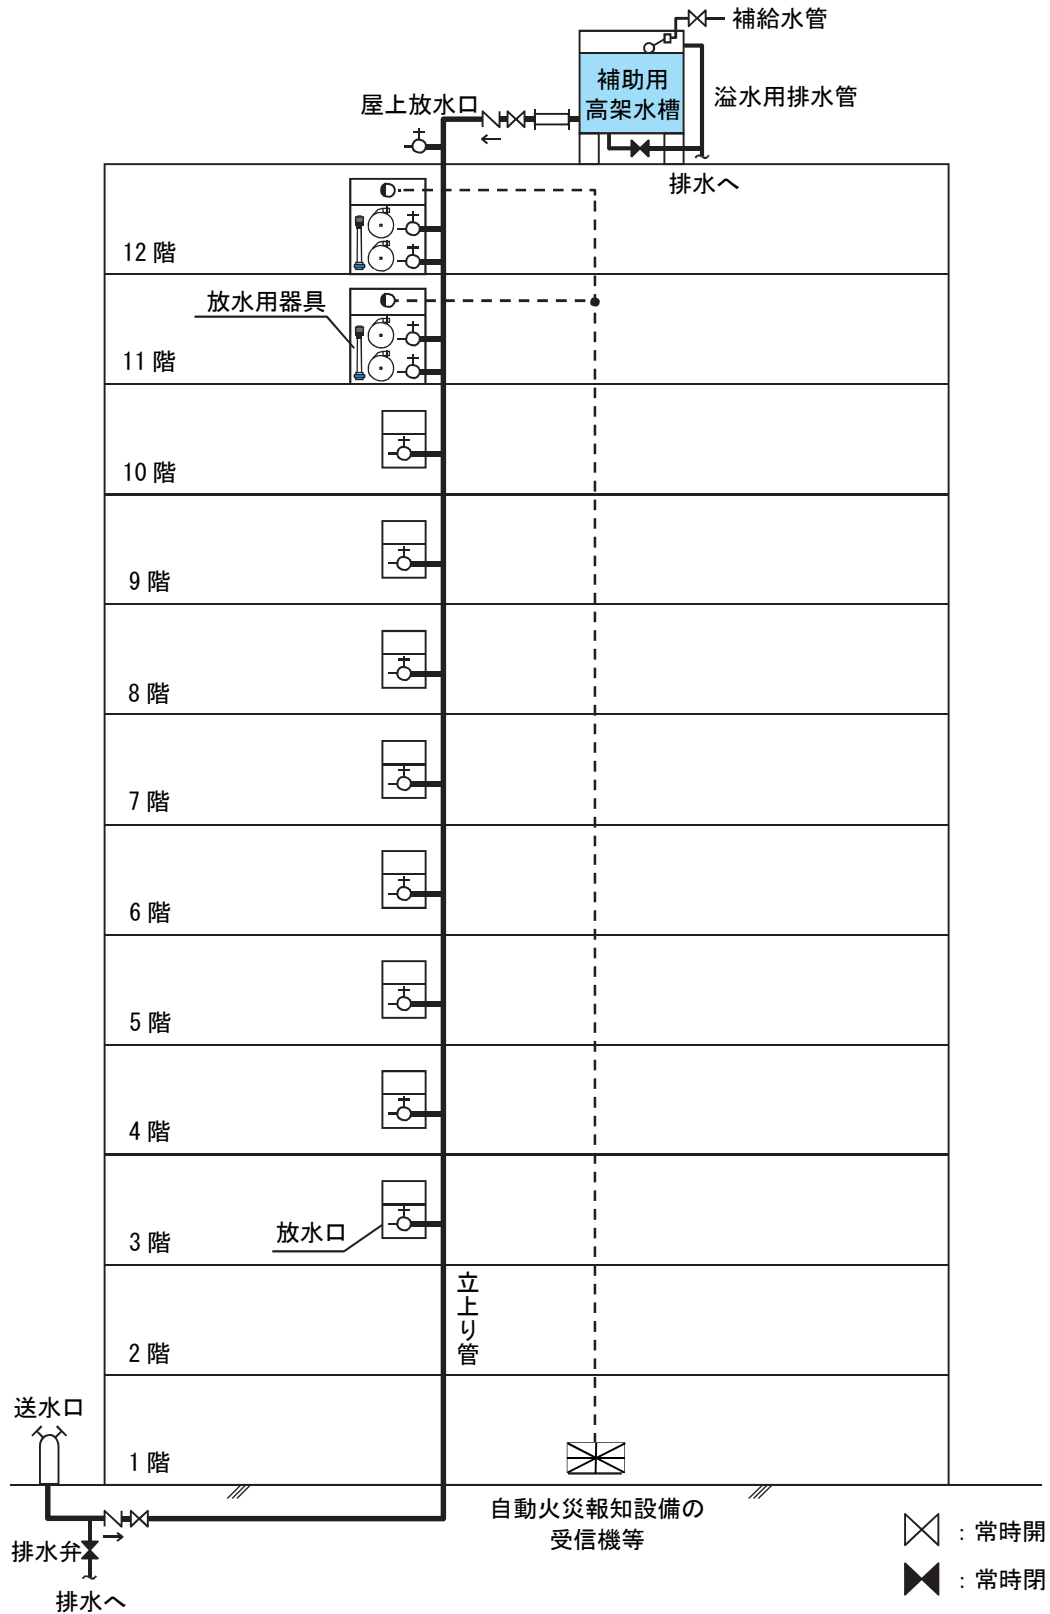 補給水管
補助用
高架水槽
溢水用排水管
屋上放水口
排水へ
12 階
放水用器具
11 階
10 階
9 階
8 階
7 階
6 階
5 階
4 階
3 階
放水口
立上り管
2 階
送水口
1 階
自動火災報知設備の
受信機等
排水弁
排水へ
：常時開
：常時閉